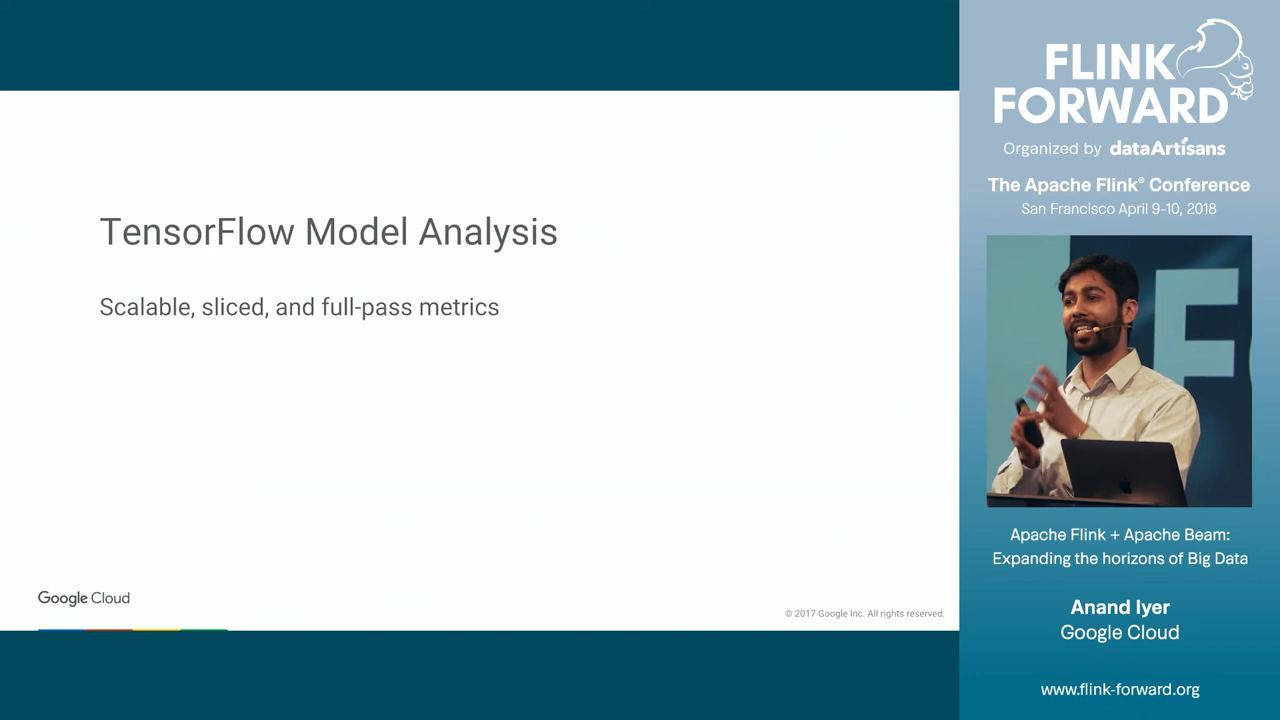 TensorFlow Model Analysis
Scalable, sliced, and full-pass metrics
Google Cloud
© 2017 Google Inc. All rights reserved.
FLINK
FORWARD
Organized by dataArtisans
The Apache Flink® Conference
San Francisco April 9-10, 2018
F
Apache Flink + Apache Beam:
Expanding the horizons of Big Data
Anand Iyer
Google Cloud
www.flink-forward.org